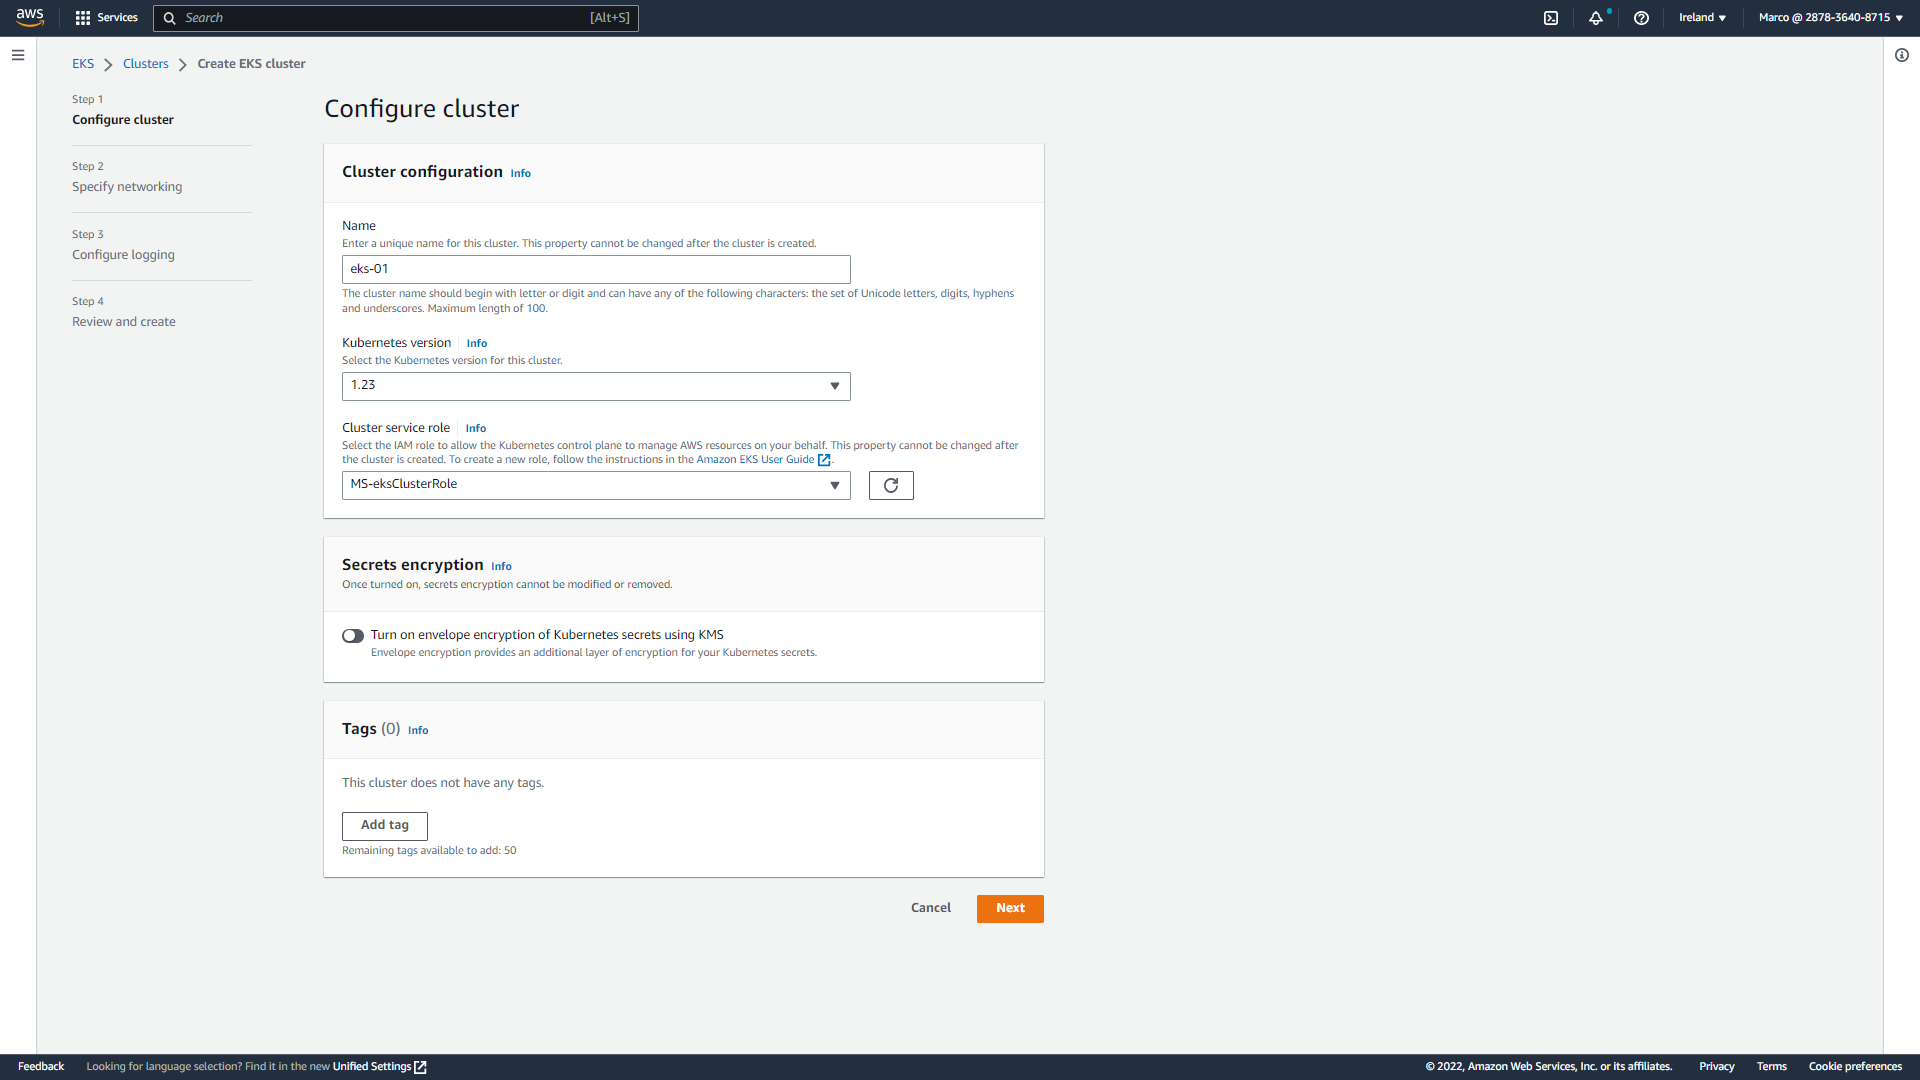 aws
Services
Search
[Alt+S]
Ireland
Marco @ 2878-3640-8715
EKS
Clusters
Create EKS cluster
Step 1
Configure cluster
Step 2
Specify networking
Step 3
Configure logging
Step 4
Review and create
Configure cluster
Cluster configuration Info
Name
Enter a unique name for this cluster. This property cannot be changed after the cluster is created.
eks-01
The cluster name should begin with letter or digit and can have any of the following characters: the set of Unicode letters, digits, hyphens
and underscores. Maximum length of 100.
Kubernetes version Info
Select the Kubernetes version for this cluster.
1.23
Cluster service role Info
Select the IAM role to allow the Kubernetes control plane to manage AWS resources on your behalf. This property cannot be changed after
the cluster is created. To create a new role, follow the instructions in the Amazon EKS User Guide.
MS-eksClusterRole
Secrets encryption Info
Once turned on, secrets encryption cannot be modified or removed.
Turn on envelope encryption of Kubernetes secrets using KMS
Envelope encryption provides an additional layer of encryption for your Kubernetes secrets.
Tags (0) Info
This cluster does not have any tags.
Add tag
Remaining tags available to add: 50
Cancel
Next
Feedback
Looking for language selection? Find it in the new Unified Settings
© 2022, Amazon Web Services, Inc. or its affiliates.
Privacy
Terms
Cookie preferences